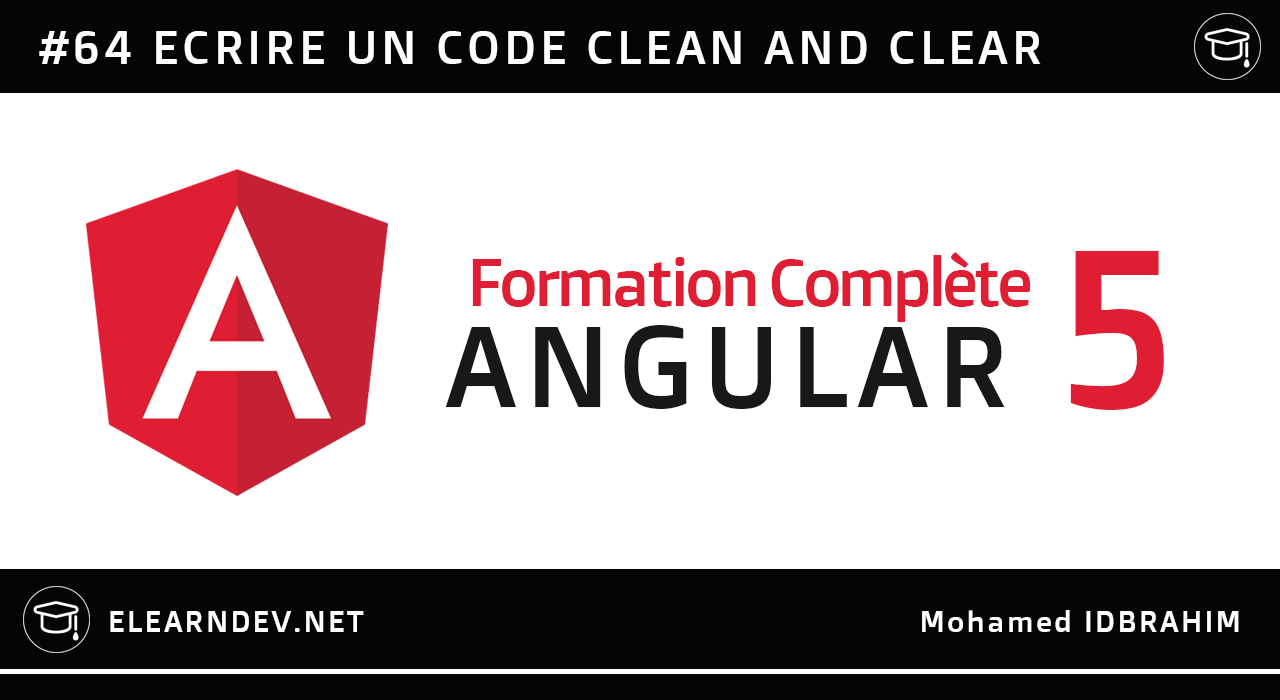 #64 ECRIRE UN CODE CLEAN AND CLEAR
Formation Complète
ANGULAR 5
ELEARNDEV.NET
Mohamed IDBRAHIM